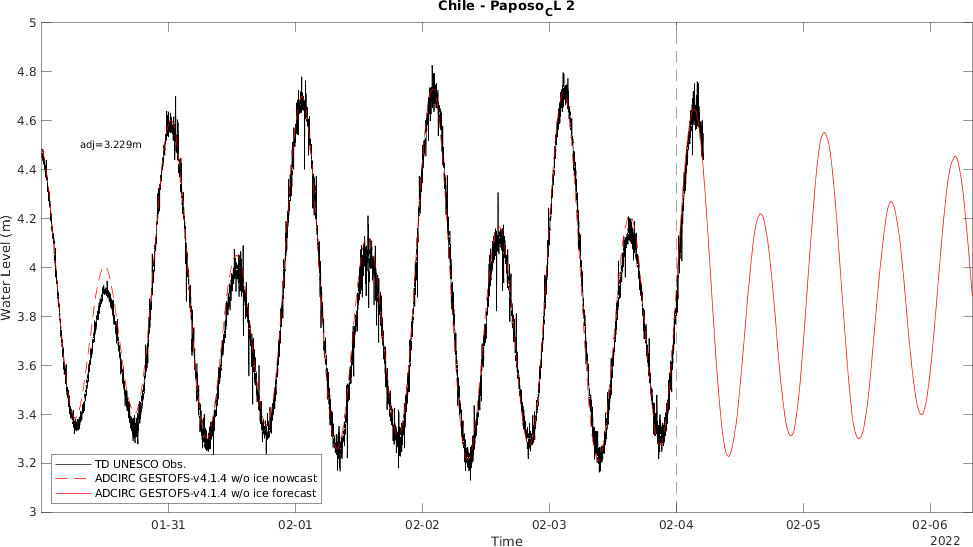 Chile - Paposo_CL 2
5
4.8
4.6
adj=3.229m
4.4
4.2
4
3.8
3.6
3.4
3.2
3
Water Level (m)
TD UNESCO Obs.
ADCIRC GESTOFS-v4.1.4 w/o ice nowcast
ADCIRC GESTOFS-v4.1.4 w/o ice forecast
01-31
02-01
02-02
02-03
02-04
02-05
02-06
Time
2022